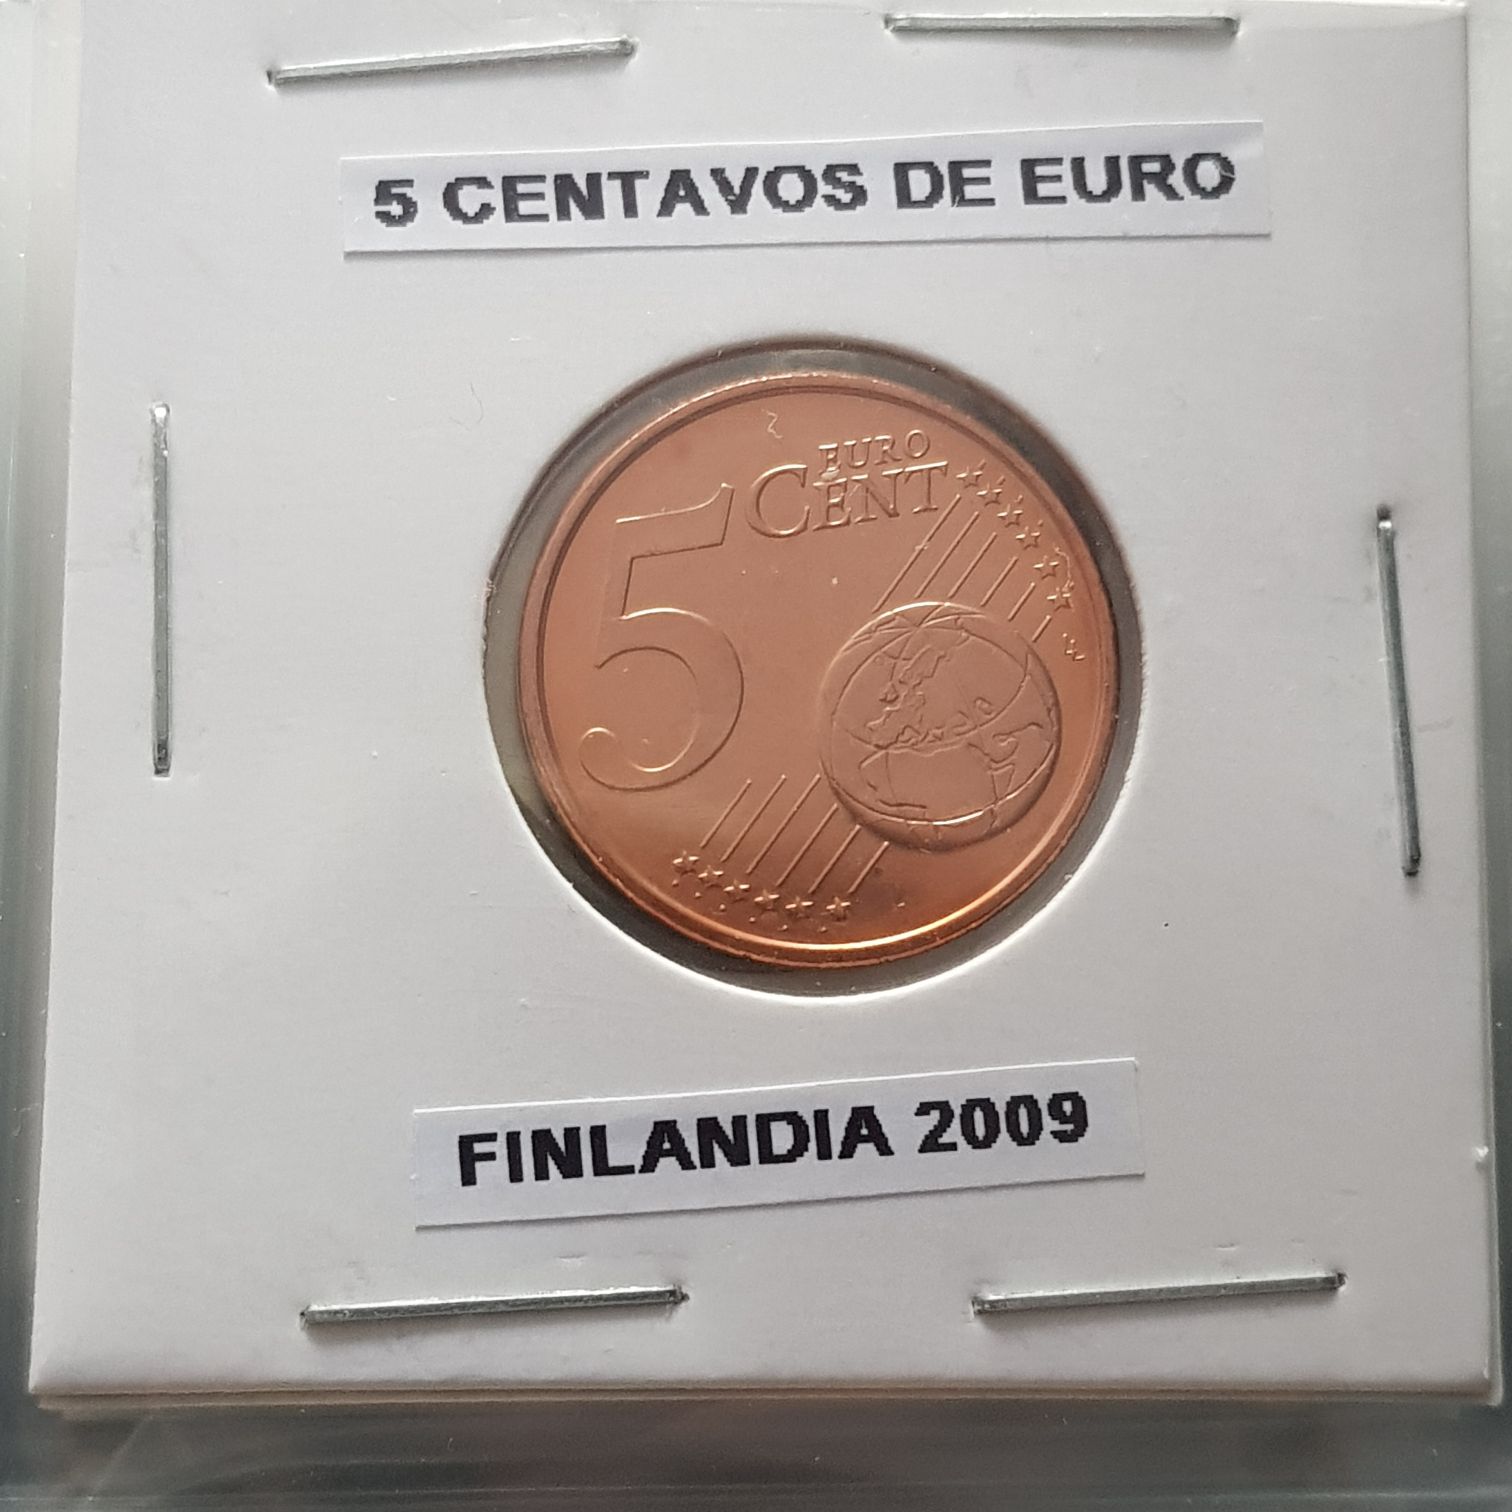 5 CENTAVOS DE EURO
5 EURO
CENT
FINLANDIA 2009